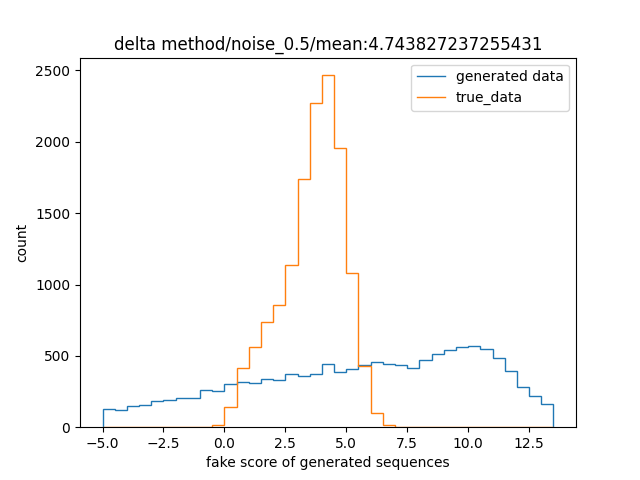 delta method/noise_0.5/mean:4.743827237255431
generated data
true_data
2500
2000
1500
1000
500
0
count
−5.0
−2.5
0.0
2.5
5.0
7.5
10.0
12.5
fake score of generated sequences